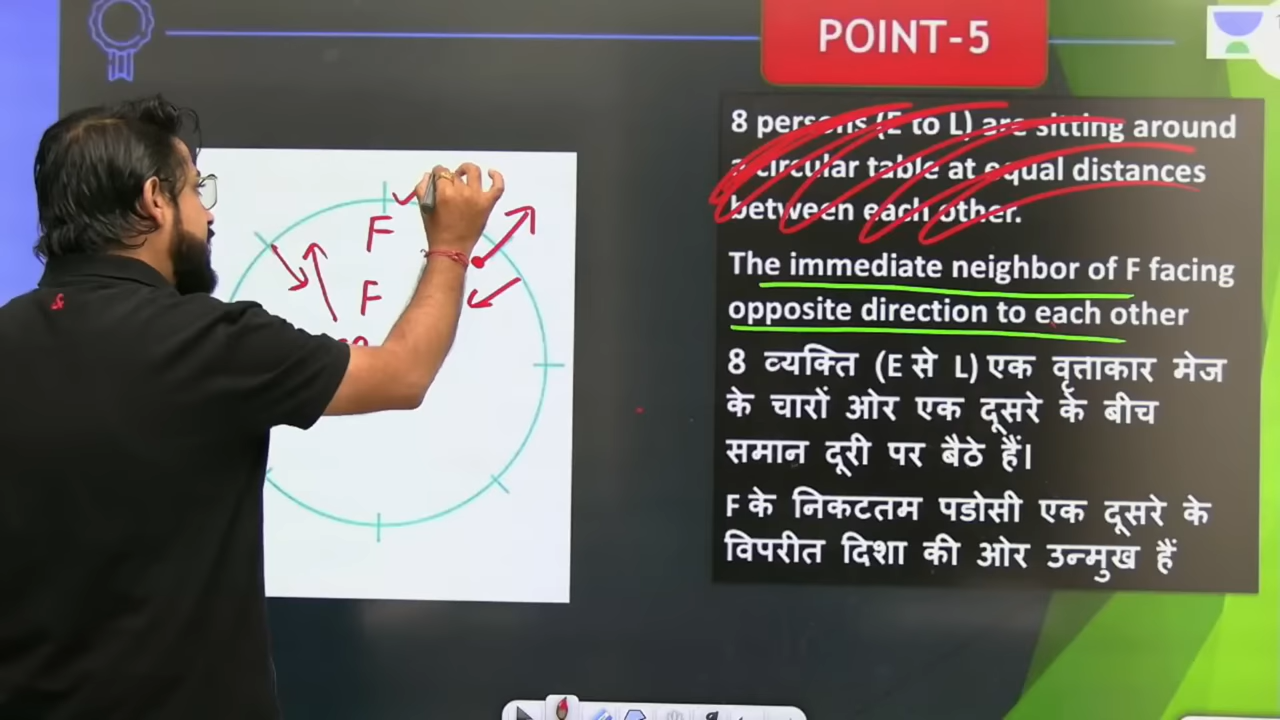 POINT-5
8 persons (E to L) are sitting around
a circular table at equal distances
between each other.
The immediate neighbor of F facing
opposite direction to each other
8 व्यक्ति (E से L) एक वृत्ताकार मेज
के चारों ओर एक दूसरे के बीच
समान दूरी पर बैठे हैं।
F के निकटतम पडोसी एक दूसरे के
विपरीत दिशा की ओर उन्मुख हैं
F
F